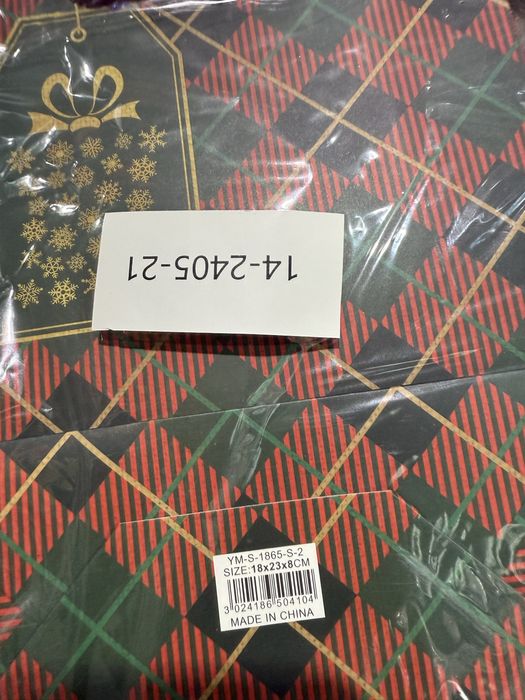 14-2405-21
YM-S-1865-S-2
SIZE:18x23x8CM
3 024186 504104
MADE IN CHINA